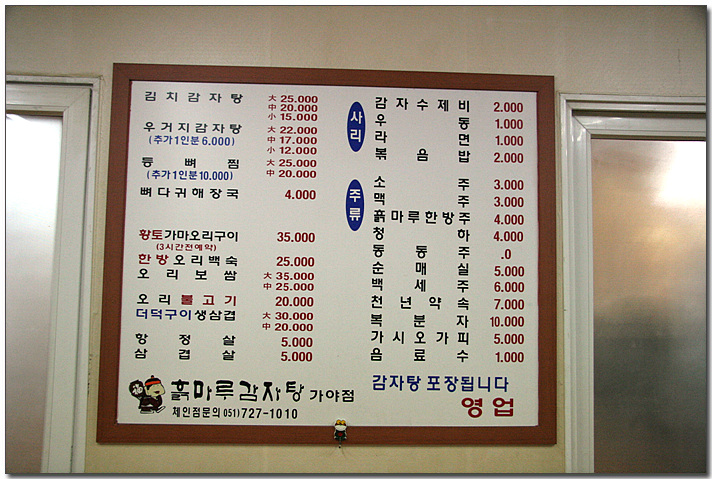 김치감자탕 大 25.000
中 20.000
小 15.000
우거지감자탕 大 22.000
(추가1인분 6.000) 中 17.000
小 12.000
등뼈찜 大 25.000
(추가1인분 10.000) 中 20.000
뼈다귀해장국 4.000
황토가마오리구이 35.000
(3시간전예약)
한방오리백숙 25.000
오리보쌈 大 35.000
中 25.000
오리불고기 20.000
더덕구이생삼겹 大 30.000
中 20.000
항정살 5.000
삼겹살 5.000
사리
감자수제비 2.000
우동 1.000
라면 1.000
볶음밥 2.000
주류
소주 3.000
맥주 3.000
흙마루한방주 4.000
청하 4.000
동동주 .0
순매실 5.000
백세주 6.000
천년약속 7.000
복분자 10.000
가시오가피 5.000
음료수 1.000
흙마루감자탕 가야점
체인점문의 051)727-1010
감자탕 포장됩니다
영업